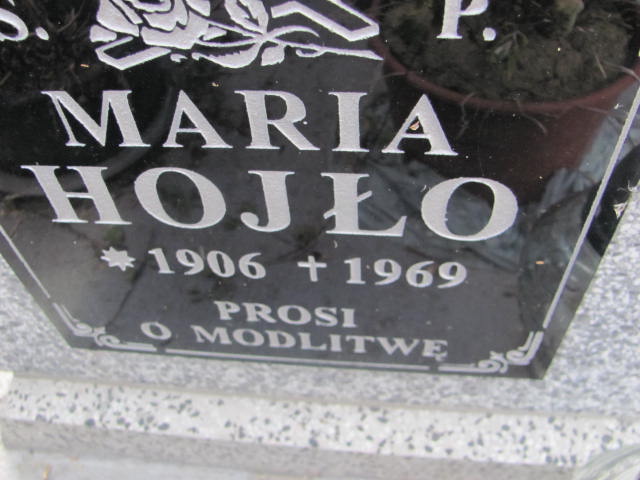 Ś. P.
MARIA
HOJŁO
* 1906 † 1969
PROSI
O MODLITWĘ